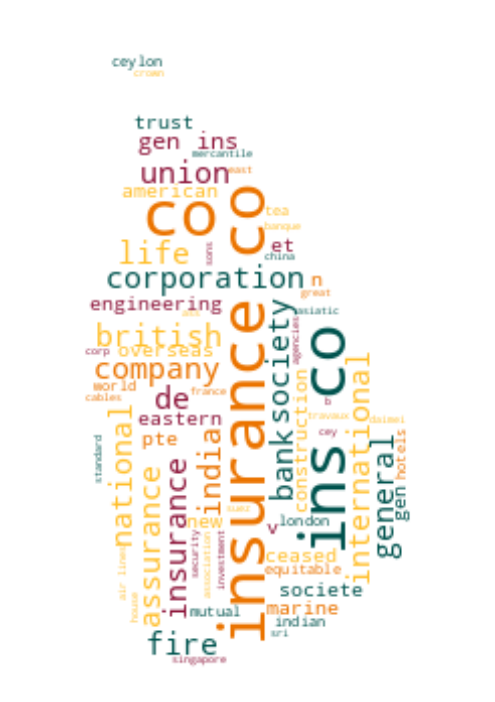 ceylon
crown
trust
gen ins
mercantile
union
east
american
co
co
tea
banque
life
sons
et
china
corporation
n
great
engineering
asiatic
british
society
agencies
corp
overseas
ins co
company
international
world
cables
france
de
construction
b
travaux
daimei
eastern
cey
national
standard
pte
india
insurance
bank
general
hotels
gen
assurance
insurance
new
suez
london
v
security
association
investment
air lines
house
ceased
equitable
societe
mutual
marine
indian
sri
fire
singapore